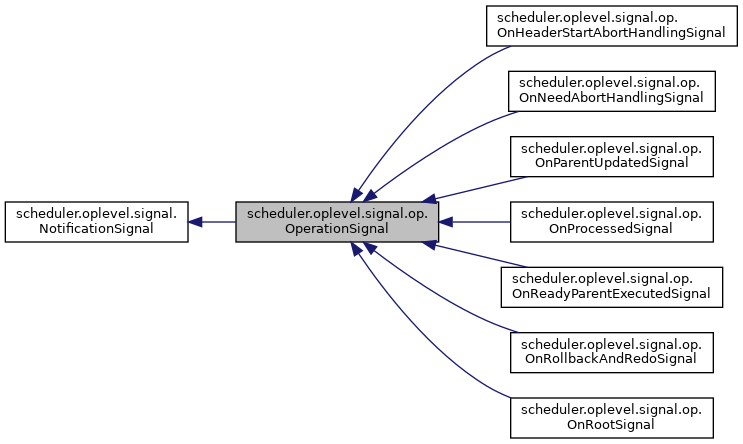 scheduler.oplevel.signal.
NotificationSignal
scheduler.oplevel.signal.op.
OperationSignal
scheduler.oplevel.signal.op.
OnHeaderStartAbortHandlingSignal
scheduler.oplevel.signal.op.
OnNeedAbortHandlingSignal
scheduler.oplevel.signal.op.
OnParentUpdatedSignal
scheduler.oplevel.signal.op.
OnProcessedSignal
scheduler.oplevel.signal.op.
OnReadyParentExecutedSignal
scheduler.oplevel.signal.op.
OnRollbackAndRedoSignal
scheduler.oplevel.signal.op.
OnRootSignal